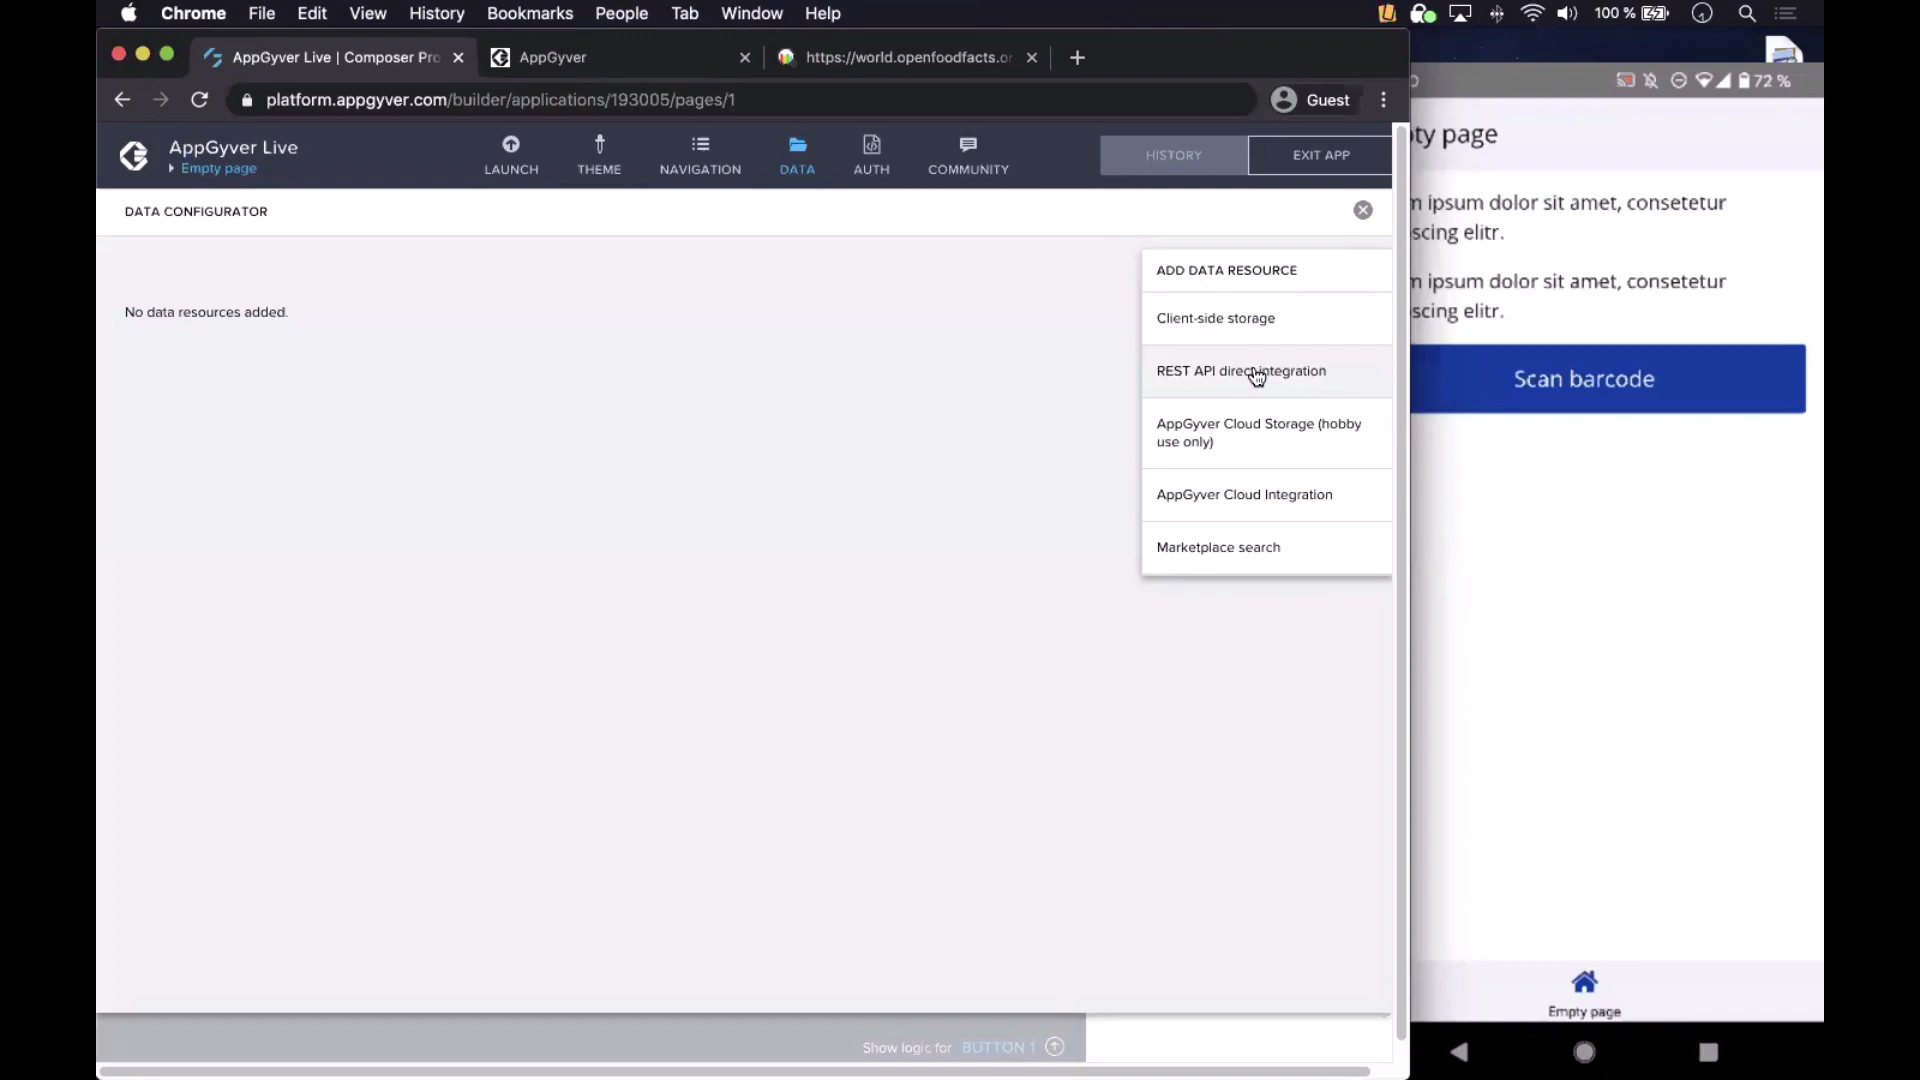 Chrome File Edit View History Bookmarks People Tab Window Help
100 %
AppGyver Live | Composer Pro
AppGyver
https://world.openfoodfacts.or
platform.appgyver.com/builder/applications/193005/pages/1
Guest
AppGyver Live
Empty page
LAUNCH
THEME
NAVIGATION
DATA
AUTH
COMMUNITY
HISTORY
EXIT APP
DATA CONFIGURATOR
No data resources added.
ADD DATA RESOURCE
Client-side storage
REST API direct integration
AppGyver Cloud Storage (hobby
use only)
AppGyver Cloud Integration
Marketplace search
Show logic for BUTTON 1
72 %
ty page
ipsum dolor sit amet, consetetur
scing elitr.
ipsum dolor sit amet, consetetur
scing elitr.
Scan barcode
Empty page